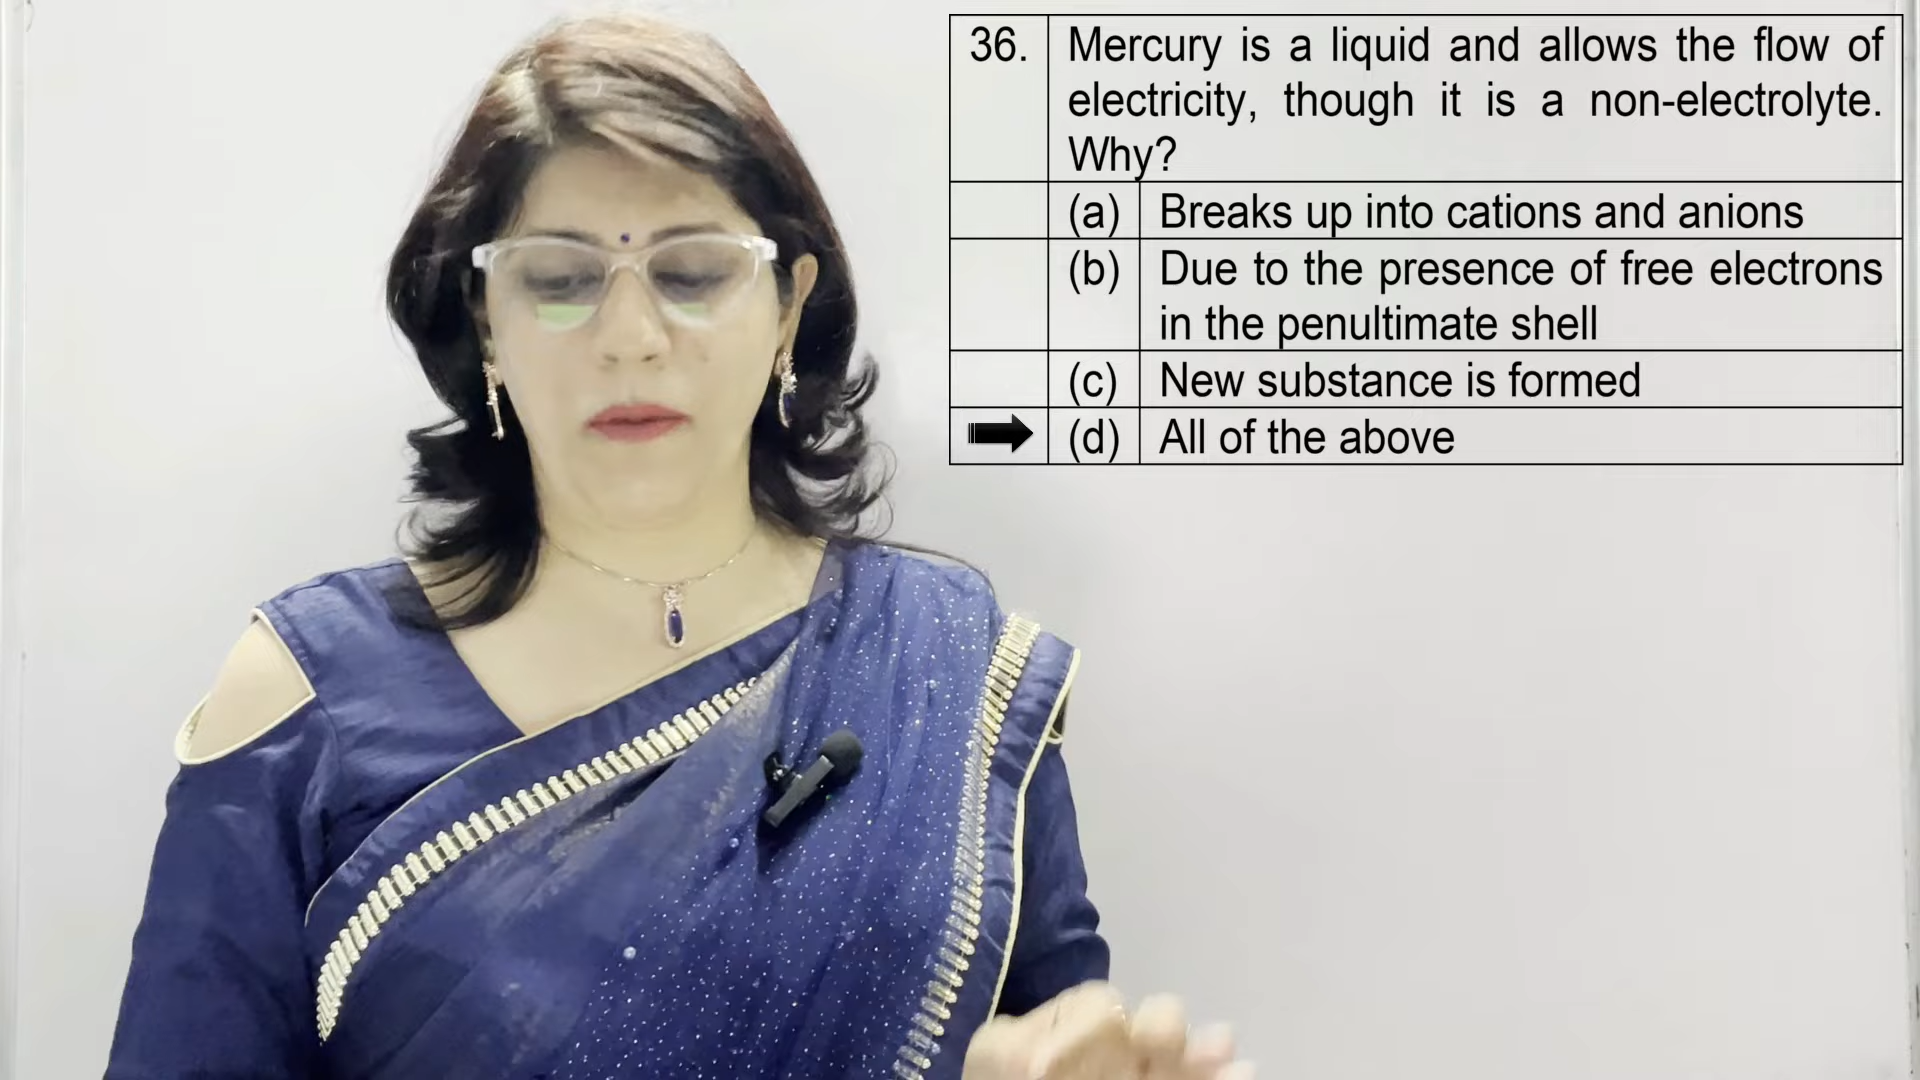 36. Mercury is a liquid and allows the flow of
electricity, though it is a non-electrolyte.
Why?
(a) Breaks up into cations and anions
(b) Due to the presence of free electrons
in the penultimate shell
(c) New substance is formed
(d) All of the above